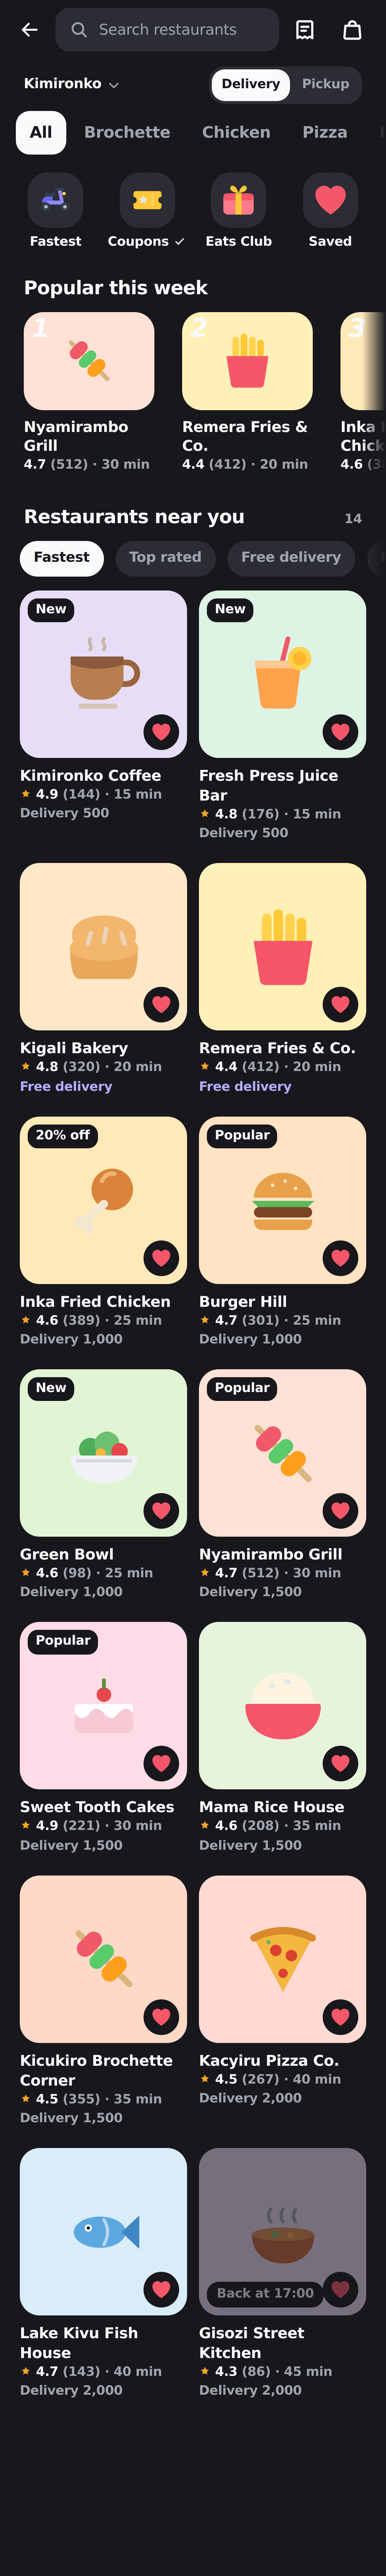 Search restaurants
Kimironko
Delivery
Pickup
All
Brochette
Chicken
Pizza
Fastest
Coupons
Eats Club
Saved
Popular this week
1
2
3
Nyamirambo
Grill
4.7 (512) · 30 min
Remera Fries &
Co.
4.4 (412) · 20 min
Inka
Chick
4.6
Restaurants near you
14
Fastest
Top rated
Free delivery
New
New
Kimironko Coffee
4.9 (144) · 15 min
Delivery 500
Fresh Press Juice
Bar
4.8 (176) · 15 min
Delivery 500
Kigali Bakery
4.8 (320) · 20 min
Free delivery
Remera Fries & Co.
4.4 (412) · 20 min
Free delivery
20% off
Popular
Inka Fried Chicken
4.6 (389) · 25 min
Delivery 1,000
Burger Hill
4.7 (301) · 25 min
Delivery 1,000
New
Popular
Green Bowl
4.6 (98) · 25 min
Delivery 1,000
Nyamirambo Grill
4.7 (512) · 30 min
Delivery 1,500
Popular
Sweet Tooth Cakes
4.9 (221) · 30 min
Delivery 1,500
Mama Rice House
4.6 (208) · 35 min
Delivery 1,500
Kicukiro Brochette
Corner
4.5 (355) · 35 min
Delivery 1,500
Kacyiru Pizza Co.
4.5 (267) · 40 min
Delivery 2,000
Back at 17:00
Lake Kivu Fish
House
4.7 (143) · 40 min
Delivery 2,000
Gisozi Street
Kitchen
4.3 (86) · 45 min
Delivery 2,000